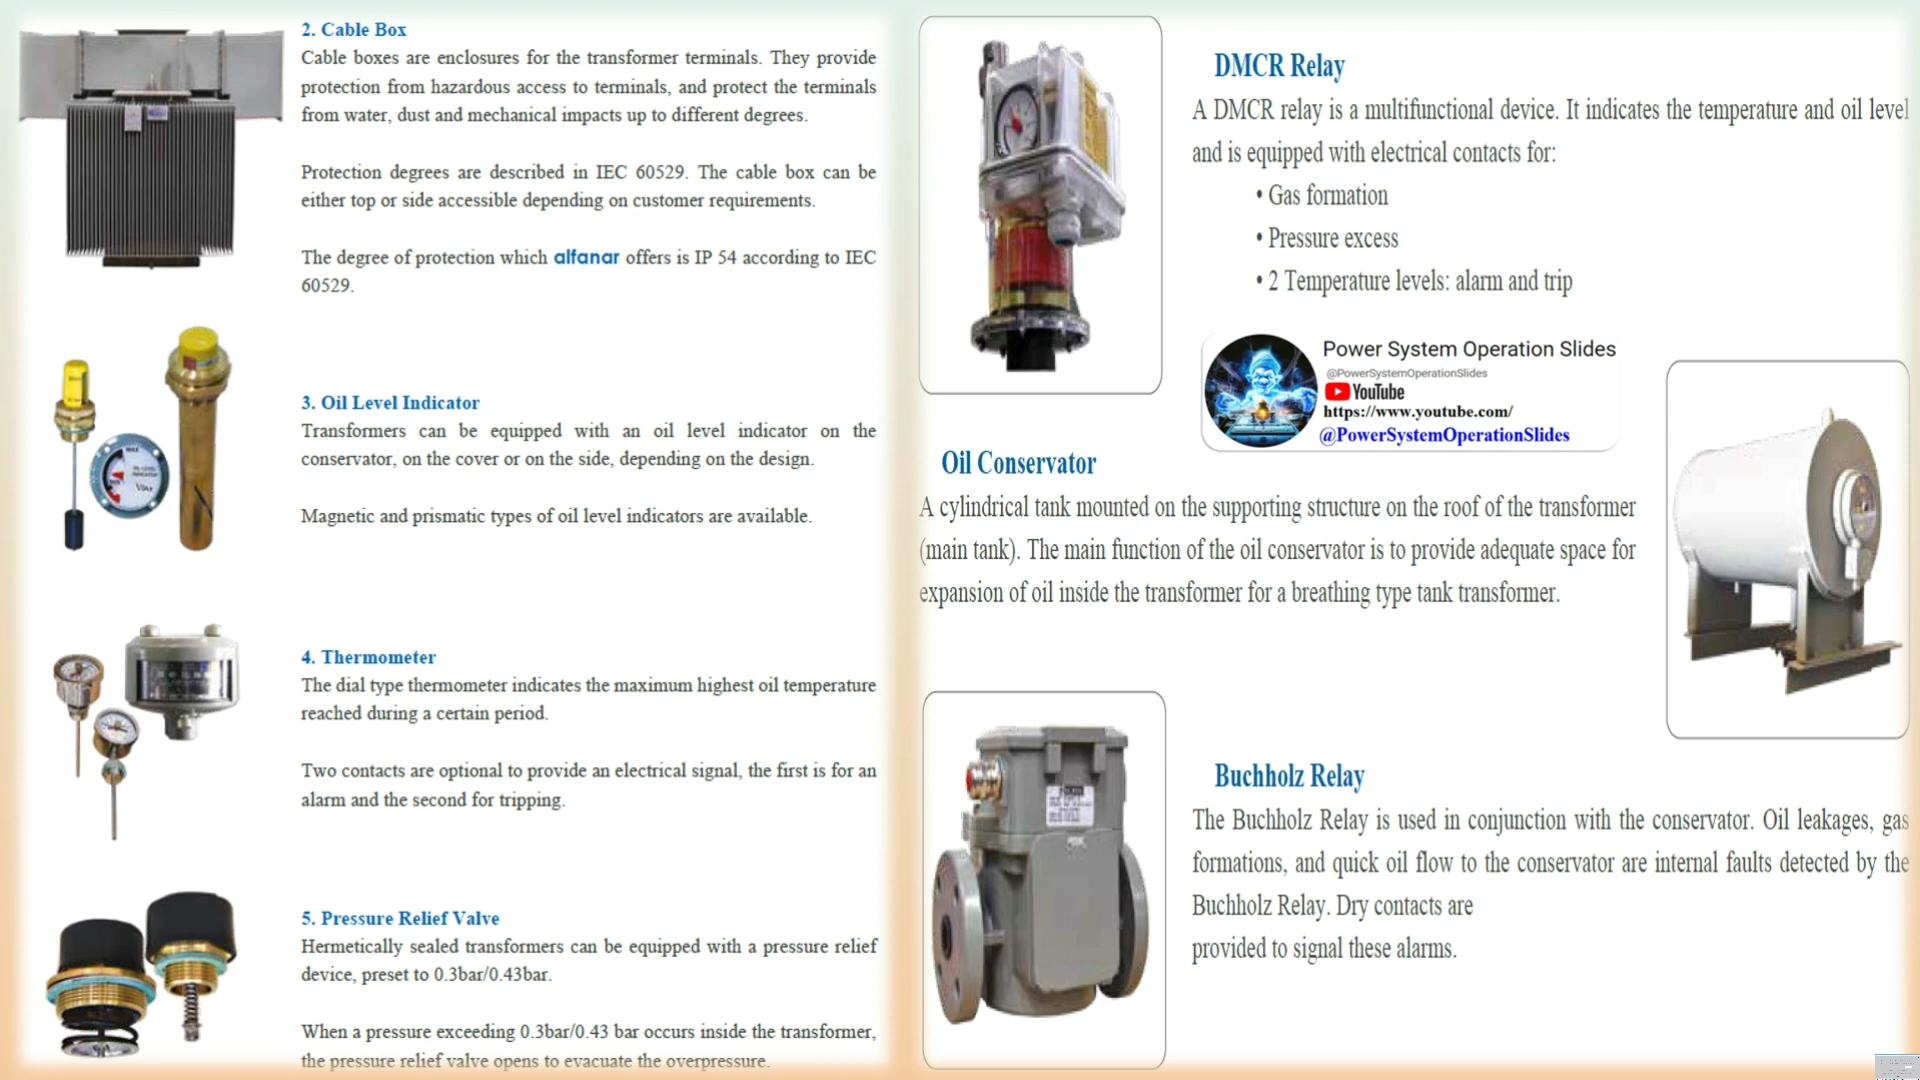 2. Cable Box
Cable boxes are enclosures for the transformer terminals. They provide
protection from hazardous access to terminals, and protect the terminals
from water, dust and mechanical impacts up to different degrees.
Protection degrees are described in IEC 60529. The cable box can be
either top or side accessible depending on customer requirements.
The degree of protection which alfanar offers is IP 54 according to IEC
60529.
3. Oil Level Indicator
Transformers can be equipped with an oil level indicator on the
conservator, on the cover or on the side, depending on the design.
Magnetic and prismatic types of oil level indicators are available.
4. Thermometer
The dial type thermometer indicates the maximum highest oil temperature
reached during a certain period.
Two contacts are optional to provide an electrical signal, the first is for an
alarm and the second for tripping.
5. Pressure Relief Valve
Hermetically sealed transformers can be equipped with a pressure relief
device, preset to 0.3bar/0.43bar.
When a pressure exceeding 0.3bar/0.43 bar occurs inside the transformer,
the pressure relief valve opens to evacuate the overpressure.
DMCR Relay
A DMCR relay is a multifunctional device. It indicates the temperature and oil level
and is equipped with electrical contacts for:
• Gas formation
• Pressure excess
• 2 Temperature levels: alarm and trip
Power System Operation Slides
@PowerSystemOperationSlides
YouTube
https://www.youtube.com/
@PowerSystemOperationSlides
Oil Conservator
A cylindrical tank mounted on the supporting structure on the roof of the transformer
(main tank). The main function of the oil conservator is to provide adequate space for
expansion of oil inside the transformer for a breathing type tank transformer.
Buchholz Relay
The Buchholz Relay is used in conjunction with the conservator. Oil leakages, gas
formations, and quick oil flow to the conservator are internal faults detected by the
Buchholz Relay. Dry contacts are
provided to signal these alarms.